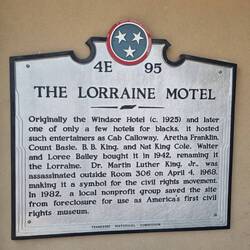 4E 95
THE LORRAINE MOTEL
Originally the Windsor Hotel (c. 1925) and later
one of only a few hotels for blacks, it hosted
such entertainers as Cab Calloway, Aretha Franklin,
Count Basie, B. B. King, and Nat King Cole. Walter
and Loree Bailey bought it in 1942, renaming it
the Lorraine. Dr. Martin Luther King, Jr., was
assassinated outside Room 306 on April 4, 1968,
making it a symbol for the civil rights movement.
In 1982, a local nonprofit group saved the site
from foreclosure for use as America's first civil
rights museum.
TENNESSEE HISTORICAL COMMISSION